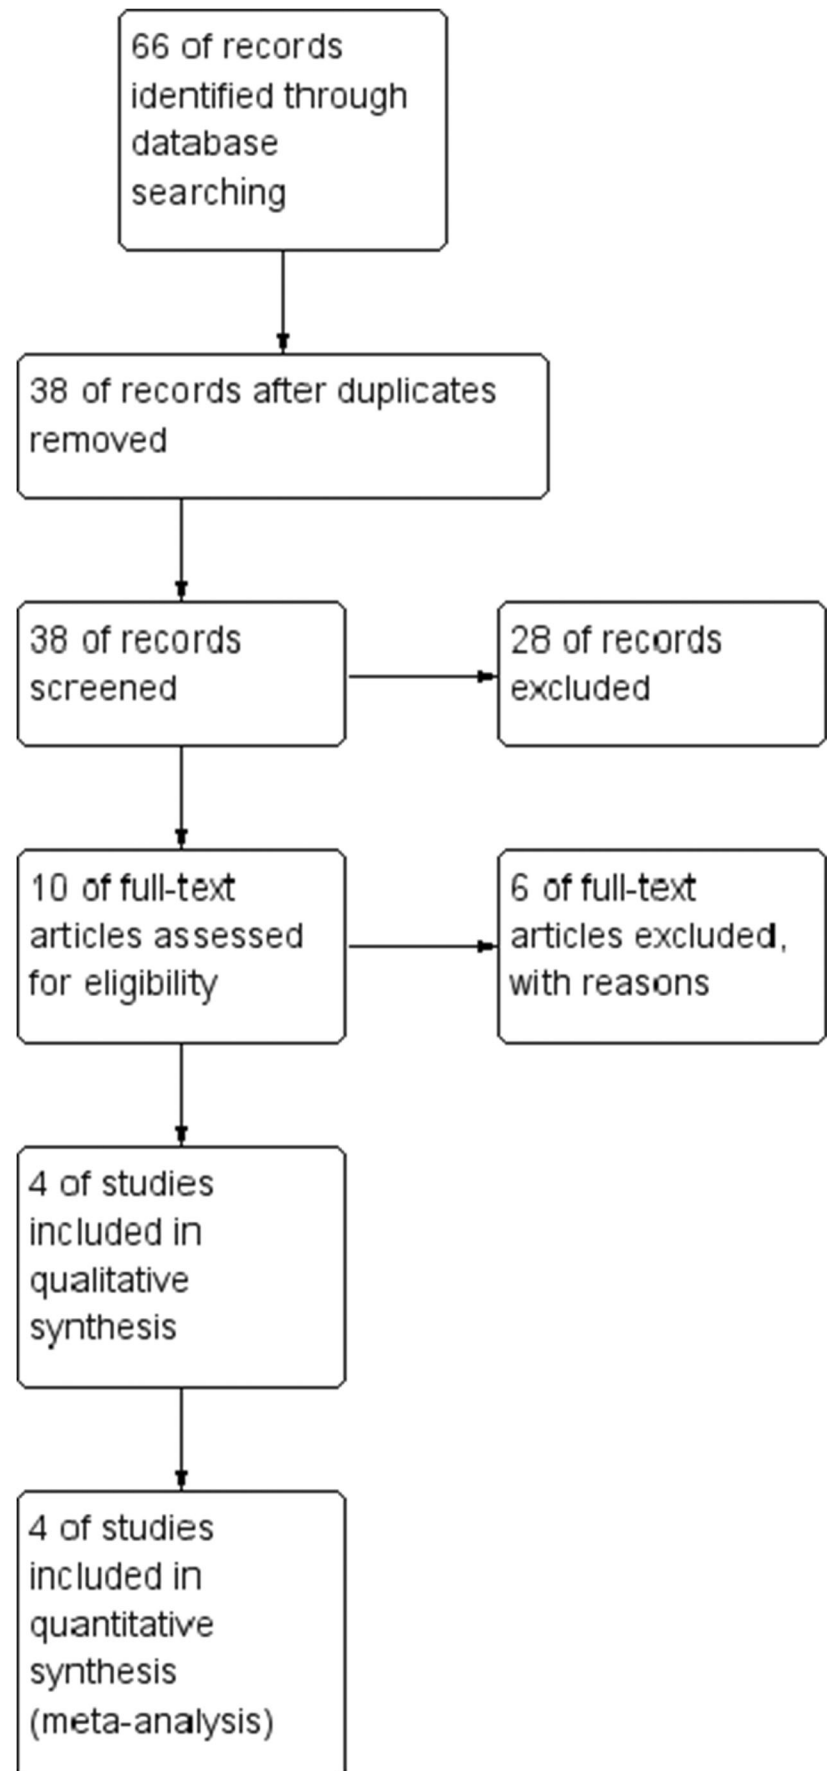 66 of records
identified through
database
searching
38 of records after duplicates
removed
38 of records
screened
28 of records
excluded
10 of full-text
articles assessed
for eligibility
6 of full-text
articles excluded,
with reasons
4 of studies
included in
qualitative
synthesis
4 of studies
included in
quantitative
synthesis
(meta-analysis)